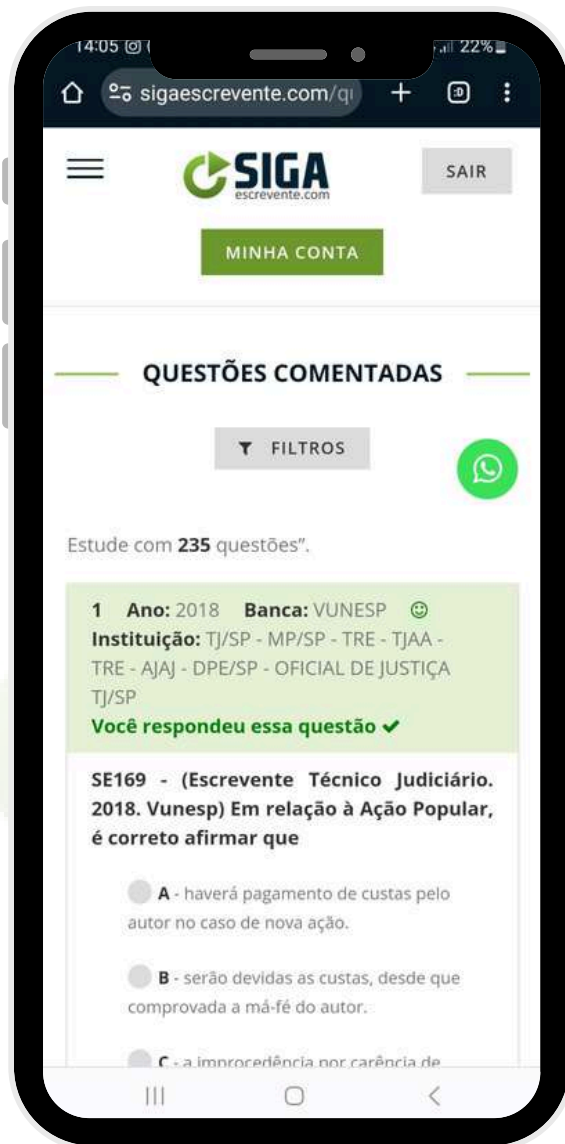 14:05
22%
sigaescrevente.com/qu
:D
SIGA
escrevente.com
SAIR
MINHA CONTA
QUESTÕES COMENTADAS
FILTROS
Estude com 235 questões”.
1 Ano: 2018 Banca: VUNESP
Instituição: TJ/SP - MP/SP - TRE - TJAA -
TRE - AJAJ - DPE/SP - OFICIAL DE JUSTIÇA
TJ/SP
Você respondeu essa questão ✔
SE169 - (Escrevente Técnico Judiciário.
2018. Vunesp) Em relação à Ação Popular,
é correto afirmar que
A - haverá pagamento de custas pelo
autor no caso de nova ação.
B - serão devidas as custas, desde que
comprovada a má-fé do autor.
C - a improcedência por carência de